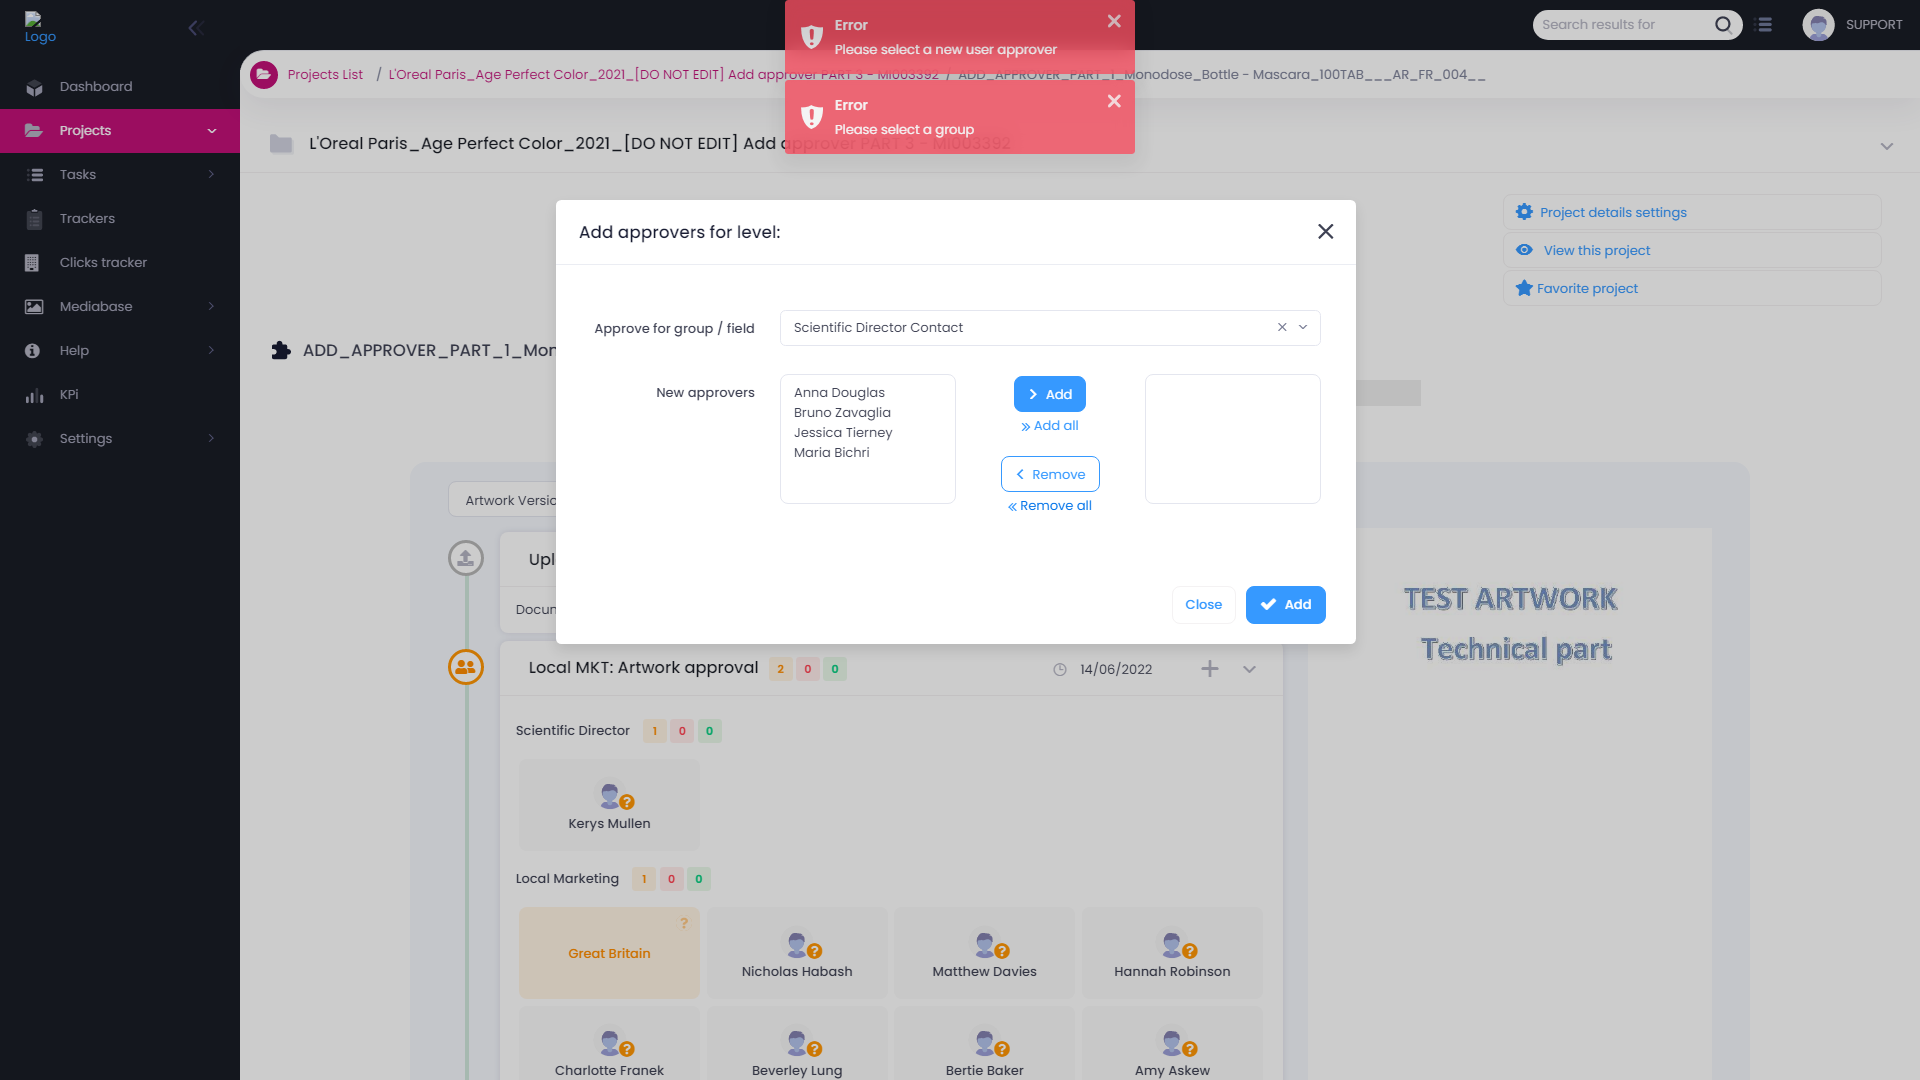 Logo
Search results for
SUPPORT
Error
Please select a new user approver
Projects List / L'Oreal Paris_Age Perfect Color_2021_[DO NOT EDIT] Add approver PART 3 - MI003392 / ADD_APPROVER_PART_1_Monodose_Bottle - Mascara_100TAB___AR_FR_004__
Error
Please select a group
Dashboard
Projects
Tasks
Trackers
Clicks tracker
Mediabase
Help
KPi
Settings
L'Oreal Paris_Age Perfect Color_2021_[DO NOT EDIT] Add approver PART 3 - MI003392
Project details settings
View this project
Favorite project
ADD_APPROVER_PART_1_Mon
Add approvers for level:
Approve for group / field
Scientific Director Contact
New approvers
Anna Douglas
Bruno Zavaglia
Jessica Tierney
Maria Bichri
Add
Add all
Remove
Remove all
Close
Add
Artwork Versio
Upl
Docun
Local MKT: Artwork approval 2 0 0
14/06/2022
Scientific Director 1 0 0
Kerys Mullen
Local Marketing 1 0 0
Great Britain
Nicholas Habash
Matthew Davies
Hannah Robinson
Charlotte Franek
Beverley Lung
Bertie Baker
Amy Askew
TEST ARTWORK
Technical part